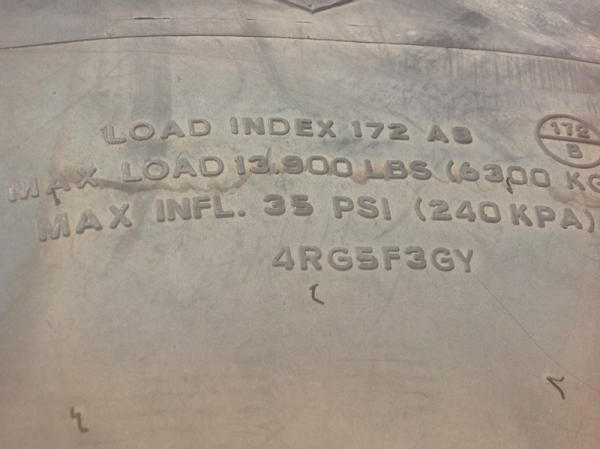 LOAD INDEX 172 A8
172
B
MAX LOAD 13.900 LBS (6300 KG
MAX INFL. 35 PSI (240 KPA)
4RG5F3GY